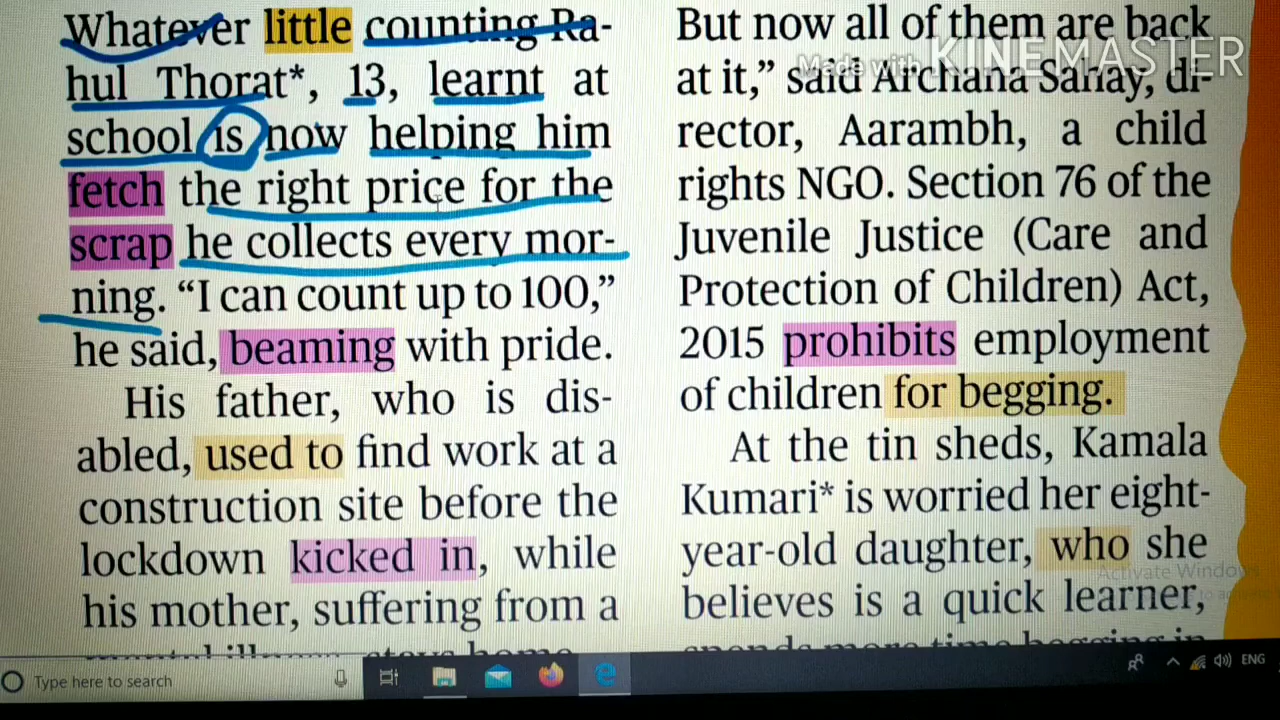 Whatever little counting Ra-
hul Thorat*, 13, learnt at
school is now helping him
fetch the right price for the
scrap he collects every mor-
ning. “I can count up to 100,”
he said, beaming with pride.
His father, who is dis-
abled, used to find work at a
construction site before the
lockdown kicked in, while
his mother, suffering from a
But now all of them are back
at it,” said Archana Sahay, di-
rector, Aarambh, a child
rights NGO. Section 76 of the
Juvenile Justice (Care and
Protection of Children) Act,
2015 prohibits employment
of children for begging.
At the tin sheds, Kamala
Kumari* is worried her eight-
year-old daughter, who she
believes is a quick learner,
Made with KINEMASTER
Activate Windows
Type here to search
ENG